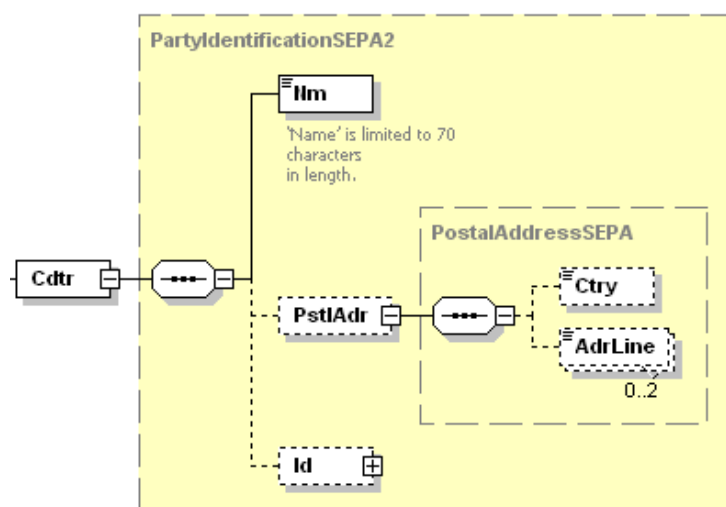 PartyIdentificationSEPA2
Nm
'Name' is limited to 70
characters
in length.
PostalAddressSEPA
Cdtr
Ctry
PstlAdr
AdrLine
0..2
Id